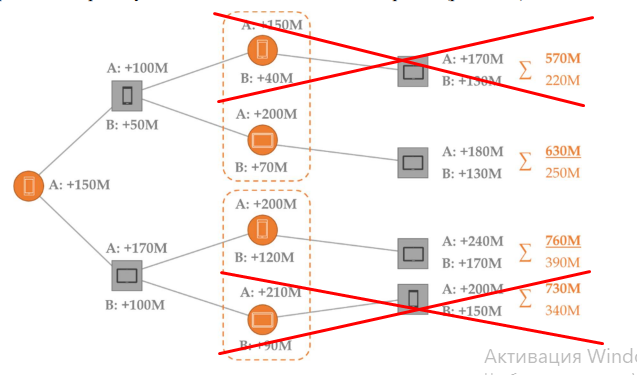 A: +150M
A: +100M
A: +170M
∑
570M
B: +40M
B: +130M
220M
B: +50M
A: +200M
A: +180M
∑
630M
B: +70M
B: +130M
250M
A: +150M
A: +200M
A: +170M
A: +240M
∑
760M
B: +120M
B: +170M
390M
B: +100M
A: +210M
A: +200M
∑
730M
B: +90M
B: +150M
340M
Активация Windo